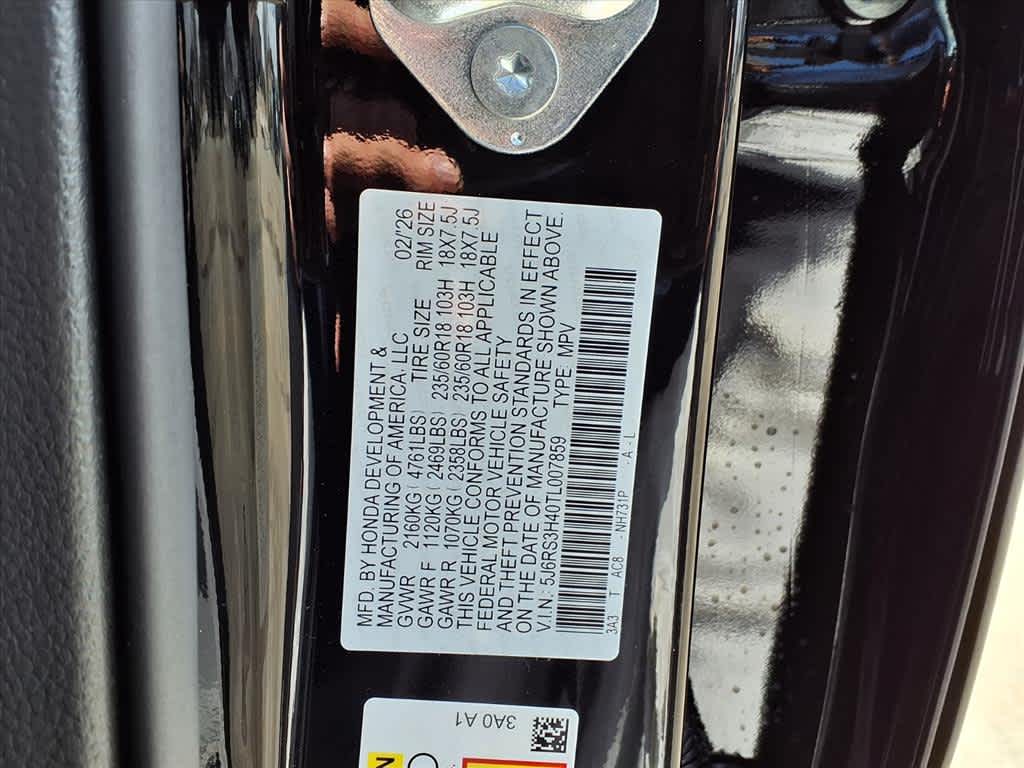 MFD. BY HONDA DEVELOPMENT &
MANUFACTURING OF AMERICA, LLC 02/'26
GVWR 2160KG( 4761LBS) TIRE SIZE RIM SIZE
GAWR F 1120KG( 2469LBS) 235/60R18 103H 18X7.5J
GAWR R 1070KG( 2358LBS) 235/60R18 103H 18X7.5J
THIS VEHICLE CONFORMS TO ALL APPLICABLE
FEDERAL MOTOR VEHICLE SAFETY
AND THEFT PREVENTION STANDARDS IN EFFECT
ON THE DATE OF MANUFACTURE SHOWN ABOVE.
V.I.N.: 5J6RS3H40TL007859 TYPE: MPV
3A3 T AC8 -NH731P -A-L
3A0 A1